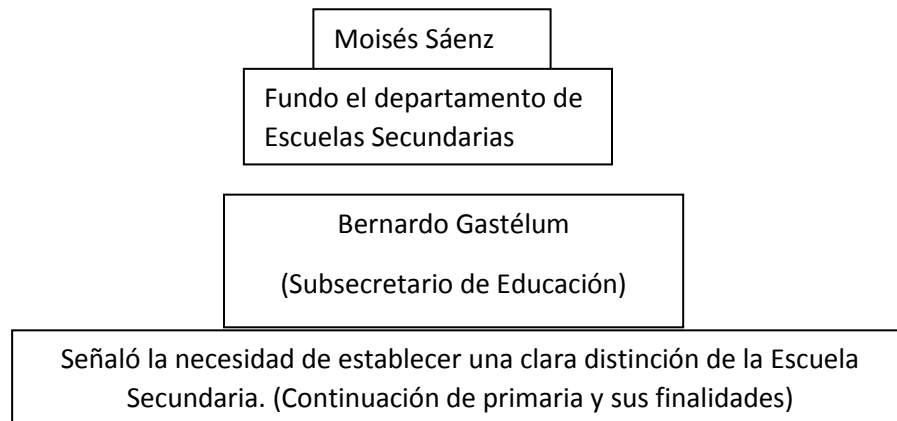 Moisés Sáenz
Fundo el departamento de
Escuelas Secundarias
Bernardo Gastélum
(Subsecretario de Educación)
Señaló la necesidad de establecer una clara distinción de la Escuela
Secundaria. (Continuación de primaria y sus finalidades)